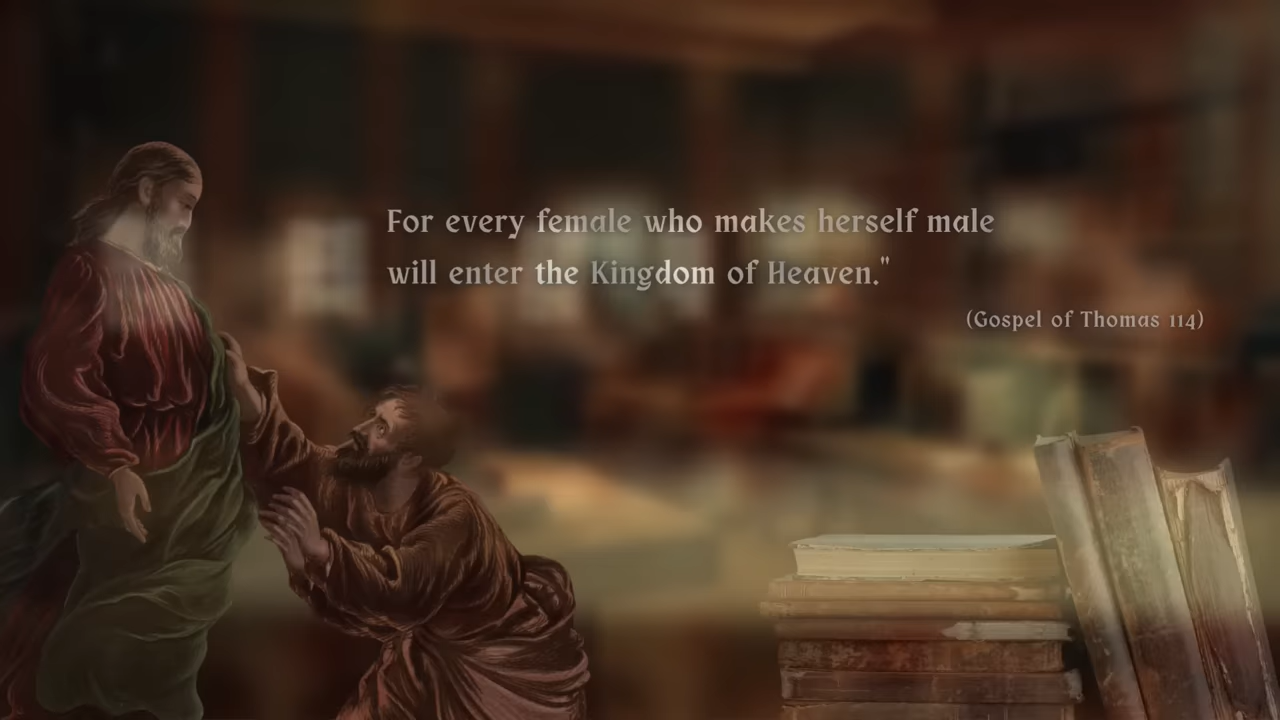 For every female who makes herself male
will enter the Kingdom of Heaven."
(Gospel of Thomas 114)